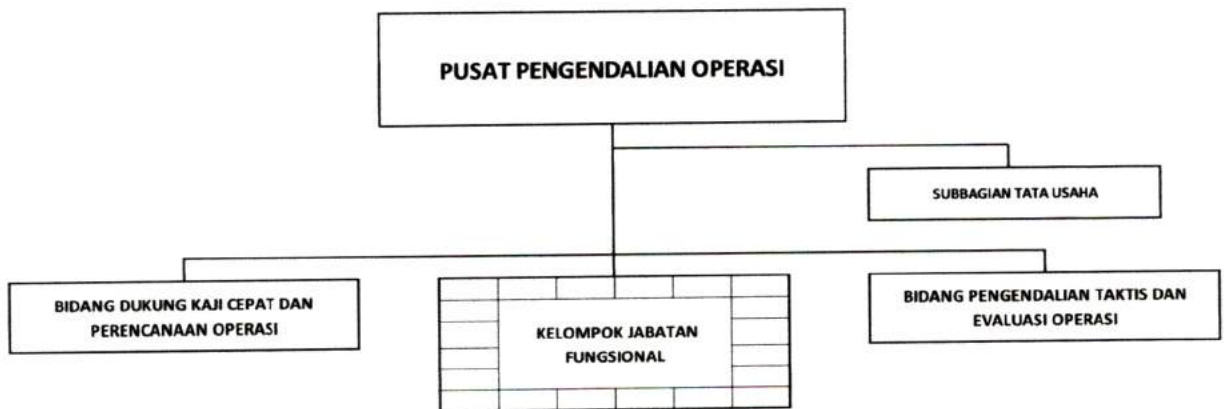 PUSAT PENGENDALIAN OPERASI
SUBBAGIAN TATA USAHA
BIDANG DUKUNG KAJI CEPAT DAN
PERENCANAAN OPERASI
KELOMPOK JABATAN
FUNGSIONAL
BIDANG PENGENDALIAN TAKTIS DAN
EVALUASI OPERASI